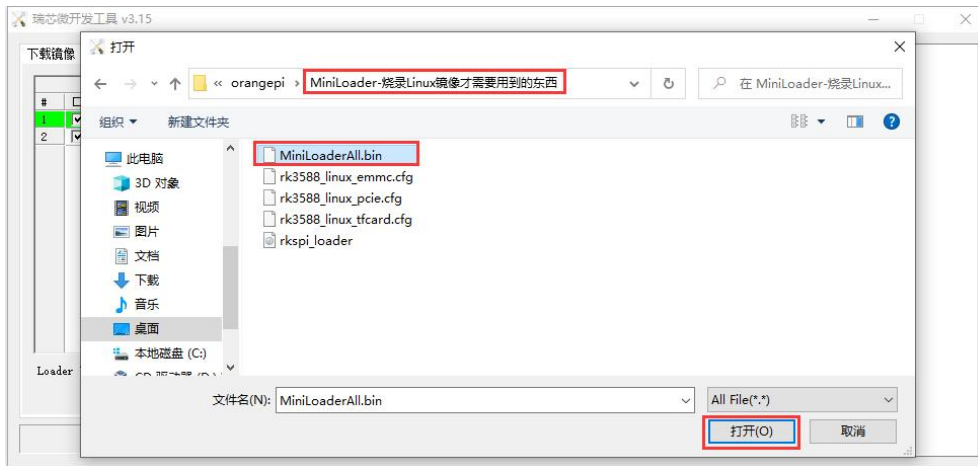 瑞芯微开发工具 v3.15
下载镜像
打开
« orangepi › MiniLoader-烧录Linux镜像才需要用到的东西
在 MiniLoader-烧录Linux...
组织
新建文件夹
#
1
2
此电脑
3D 对象
视频
图片
文档
下载
音乐
桌面
本地磁盘 (C:)
MiniLoaderAll.bin
rk3588_linux_emmc.cfg
rk3588_linux_pcie.cfg
rk3588_linux_tfcard.cfg
rkspi_loader
Loader
文件名(N): MiniLoaderAll.bin
All File(*.*)
打开(O)
取消